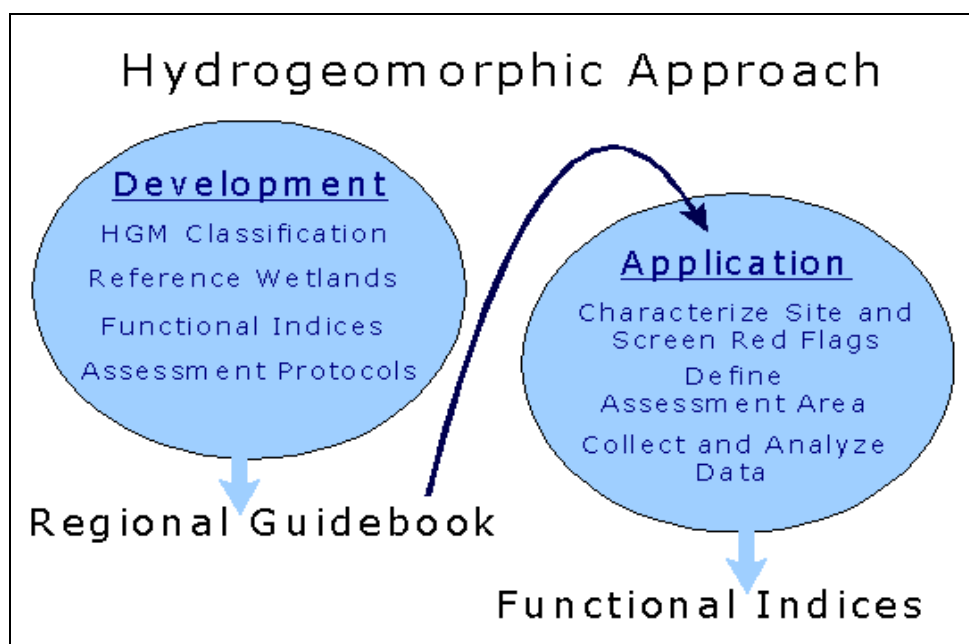 Hydrogeomorphic Approach
Development
HGM Classification
Reference Wetlands
Functional Indices
Assessment Protocols
Regional Guidebook
Application
Characterize Site and
Screen Red Flags
Define
Assessment Area
Collect and Analyze
Data
Functional Indices